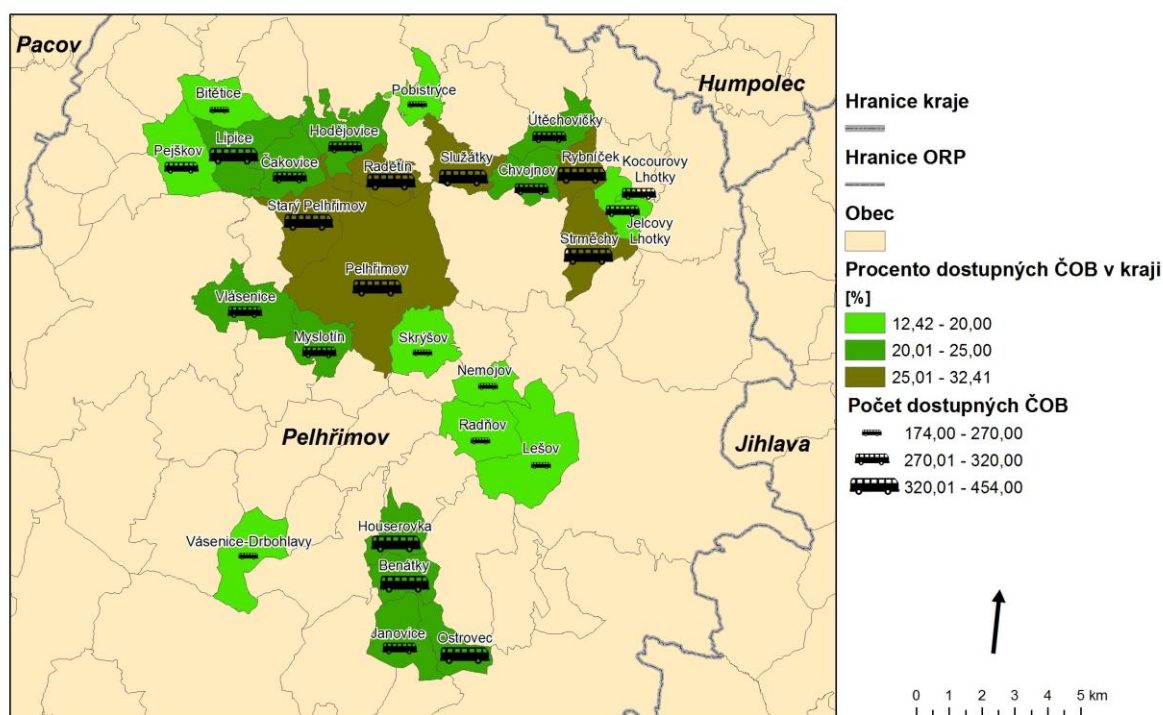 Pacov
Humpolec
Bitětice
Pobistryce
Pejškov
Lipice
Hodějovice
Čakovice
Radětín
Služátky
Útěchovičky
Chvojnov
Rybníček
Kocourovy
Lhotky
Jelcovy
Lhotky
Starý Pelhřimov
Strměchy
Pelhřimov
Vlásenice
Myslotín
Skrýšov
Nemojov
Radňov
Lešov
Pelhřimov
Jihlava
Vásenice-Drbohlavy
Houserovka
Benátky
Janovice
Ostrovec
Hranice kraje
Hranice ORP
Obec
Procento dostupných ČOB v kraji
[%]
12,42 - 20,00
20,01 - 25,00
25,01 - 32,41
Počet dostupných ČOB
174,00 - 270,00
270,01 - 320,00
320,01 - 454,00
0 1 2 3 4 5 km